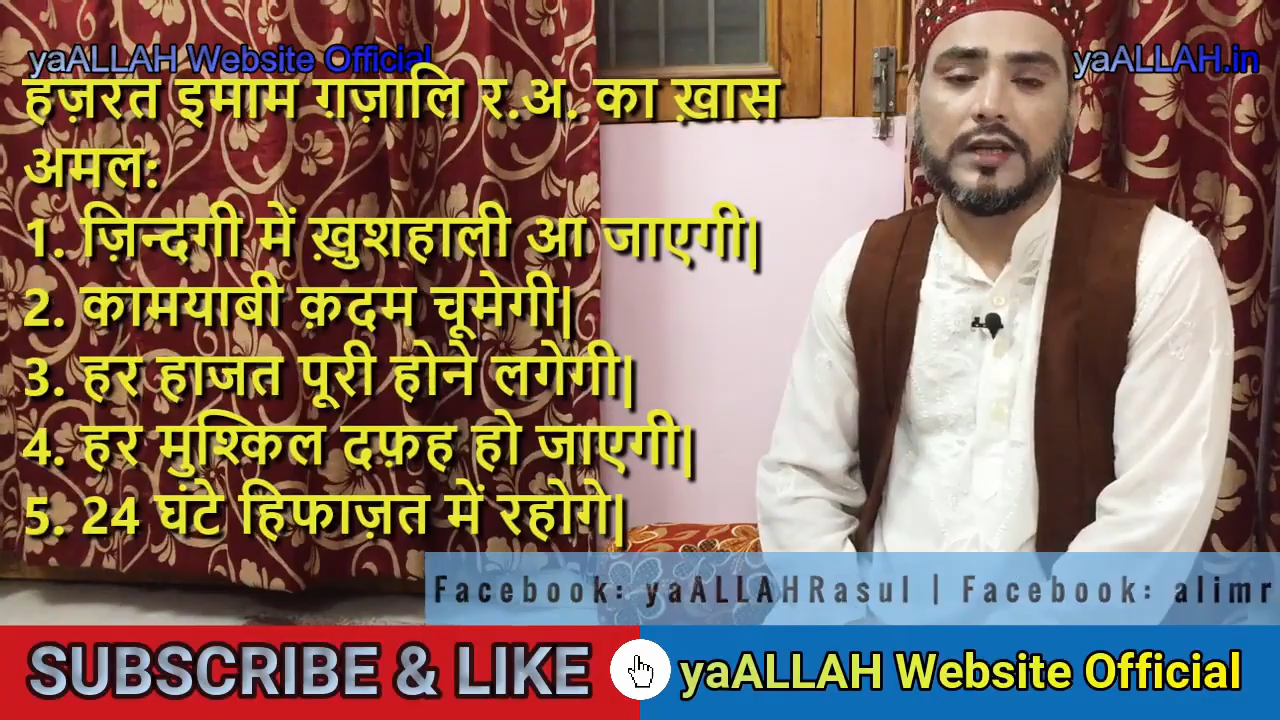 yaALLAH Website Official
yaALLAH.in
हज़रत इमाम ग़ज़ालि र.अ. का ख़ास
अमल:
1. ज़िन्दगी में ख़ुशहाली आ जाएगी|
2. कामयाबी क़दम चूमेगी|
3. हर हाजत पूरी होने लगेगी|
4. हर मुश्किल दफ़ह हो जाएगी|
5. 24 घंटे हिफाज़त में रहोगे|
Facebook: yaALLAHRasul | Facebook: alimr
SUBSCRIBE & LIKE
yaALLAH Website Official